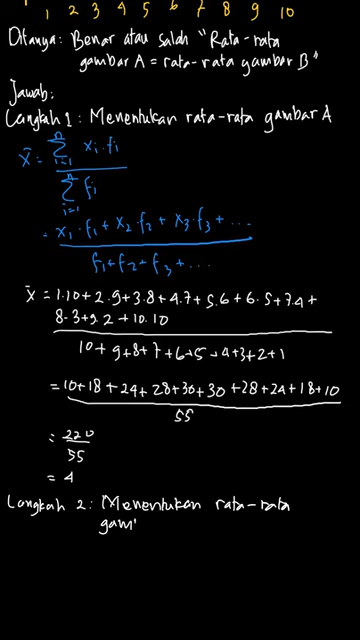 1 2 3 4 5 6 7 8 9 10
Ditanya: Benar atau salah "Rata-rata
gambar A = rata-rata gambar B"
Jawab:
Langkah 1: Menentukan rata-rata gambar A
x̄ = ∑ⁿᵢ₌₁ xᵢ . fᵢ / ∑ⁿᵢ₌₁ fᵢ
= x₁.f₁ + x₂.f₂ + x₃.f₃ + ... / f₁ + f₂ + f₃ + ...
x̄ = 1.10+2.9+3.8+4.7+5.6+6.5+7.4+
8.3+9.2+10.10
10+9+8+7+6+5+4+3+2+1
= 10+18+24+28+30+30+28+24+18+10
55
= 220
55
= 4
Langkah 2: Menentukan rata-rata
gam